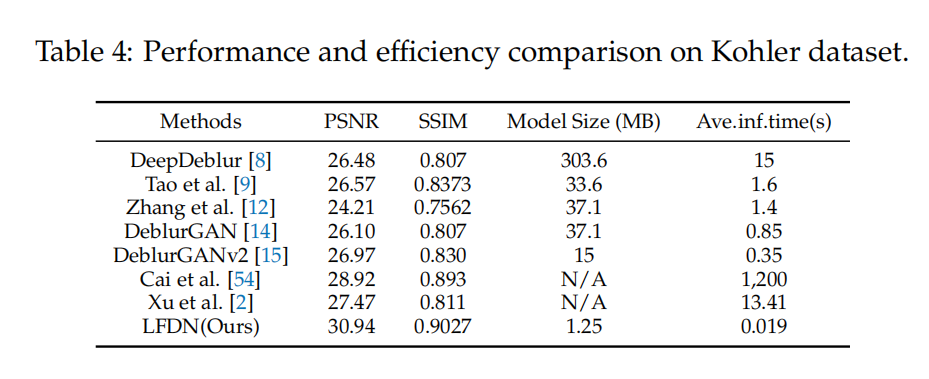 Table 4: Performance and efficiency comparison on Kohler dataset.
Methods PSNR SSIM Model Size (MB) Ave.inf.time(s)
DeepDeblur [8] 26.48 0.807 303.6 15
Tao et al. [9] 26.57 0.8373 33.6 1.6
Zhang et al. [12] 24.21 0.7562 37.1 1.4
DeblurGAN [14] 26.10 0.807 37.1 0.85
DeblurGANv2 [15] 26.97 0.830 15 0.35
Cai et al. [54] 28.92 0.893 N/A 1,200
Xu et al. [2] 27.47 0.811 N/A 13.41
LFDN(Ours) 30.94 0.9027 1.25 0.019